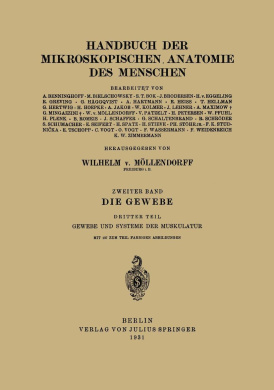 HANDBUCH DER
MIKROSKOPISCHEN ANATOMIE
DES MENSCHEN
BEARBEITET VON
A. BENNINGHOFF · M. BIELSCHOWSKY · S. T. BOK · J. BRODERSEN · H. v. EGGELING
R. GREVING · G. HÄGGQVIST · A. HARTMANN · R. HEISS · T. HELLMAN
G. HERTWIG · H. HOEPKE · A. JAKOB · W. KOLMER · J. LEHNER · A. MAXIMOW †
G. MINGAZZINI † · W. v. MÖLLENDORFF · V. PATZELT · H. PETERSEN · W. PFUHL
H. PLENK · B. ROMEIS · J. SCHAFFER · G. SCHALTENBRAND · R. SCHRÖDER
S. SCHUMACHER · E. SEIFERT · H. SPATZ · H. STIEVE · PH. STÖHR JR. · F. K. STUD-
NIČKA · E. TSCHOPP · C. VOGT · O. VOGT · F. WASSERMANN · F. WEIDENREICH
K. W. ZIMMERMANN
HERAUSGEGEBEN VON
WILHELM v. MÖLLENDORFF
FREIBURG I. B.
ZWEITER BAND
DIE GEWEBE
DRITTER TEIL
GEWEBE UND SYSTEME DER MUSKULATUR
MIT ZUM TEIL FARBIGEN ABBILDUNGEN
BERLIN
VERLAG VON JULIUS SPRINGER
1931